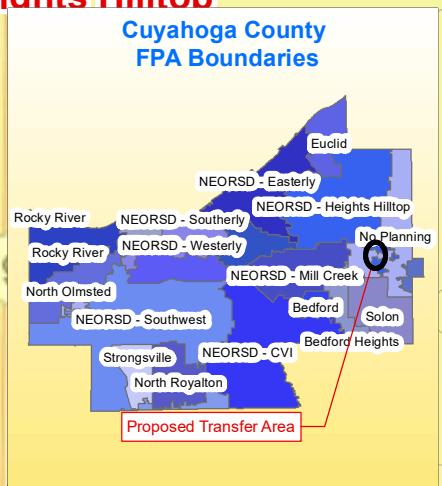 ghts Hilltop
Cuyahoga County
FPA Boundaries
Euclid
NEORSD - Easterly
NEORSD - Heights Hilltop
Rocky River
NEORSD - Southerly
No Planning
Rocky River
NEORSD - Westerly
NEORSD - Mill Creek
North Olmsted
Bedford
Solon
NEORSD - Southwest
Bedford Heights
Strongsville
NEORSD - CVI
North Royalton
Proposed Transfer Area